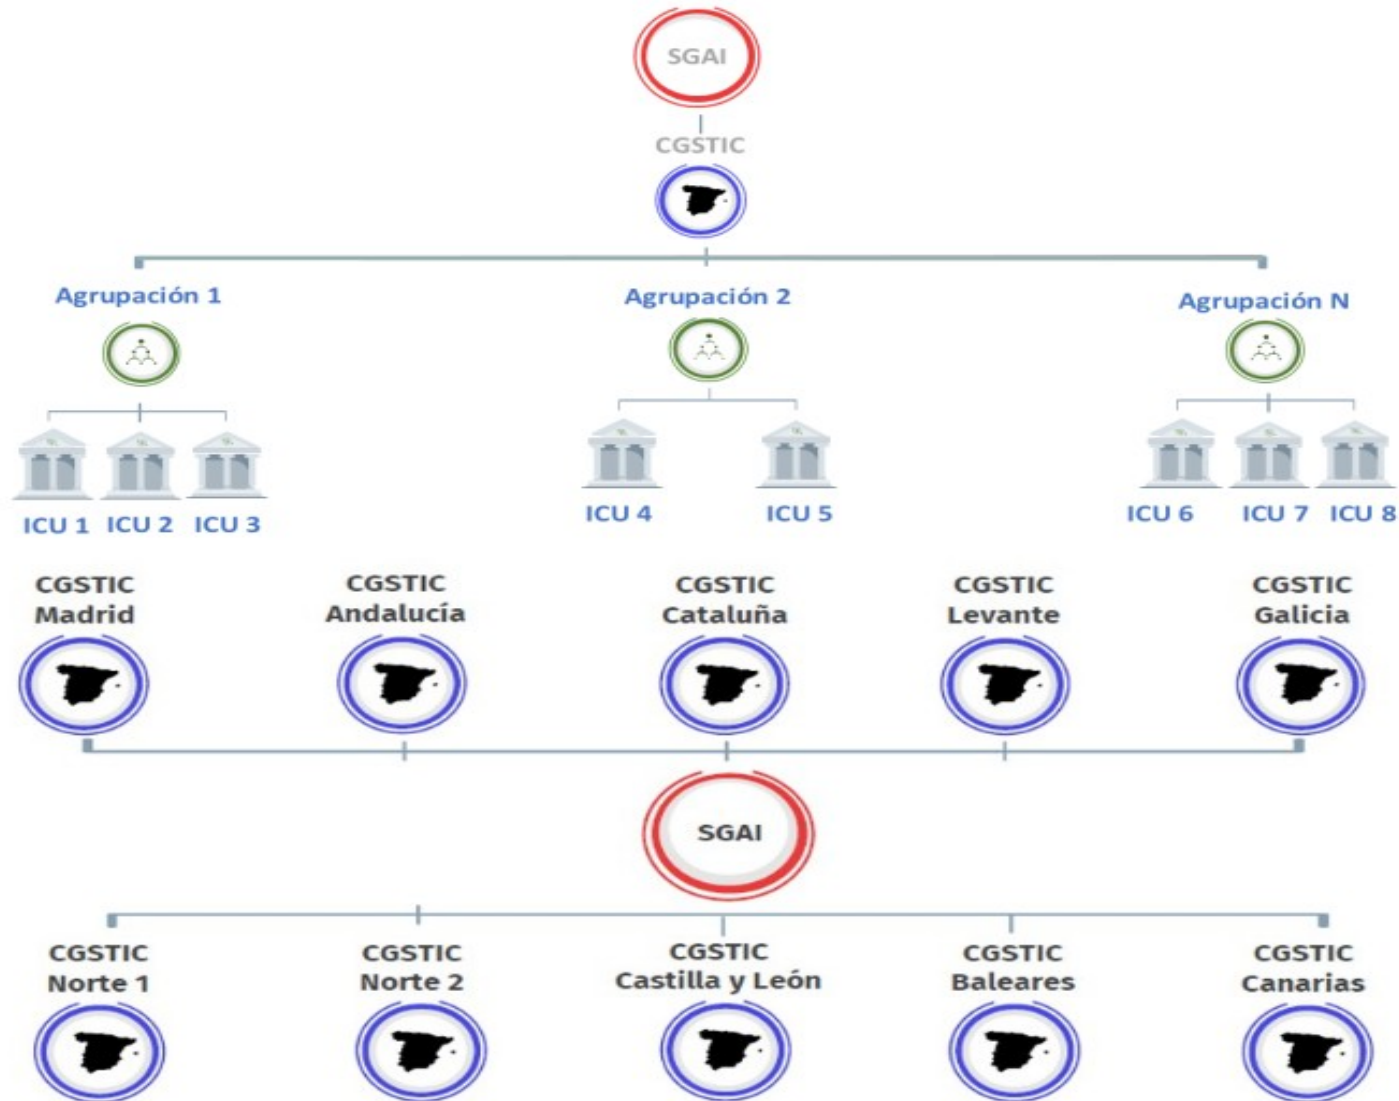 SGAI
CGSTIC
Agrupación 1
Agrupación 2
Agrupación N
ICU 1
ICU 2
ICU 3
ICU 4
ICU 5
ICU 6
ICU 7
ICU 8
CGSTIC
Madrid
CGSTIC
Andalucía
CGSTIC
Cataluña
CGSTIC
Levante
CGSTIC
Galicia
SGAI
CGSTIC
Norte 1
CGSTIC
Norte 2
CGSTIC
Castilla y León
CGSTIC
Baleares
CGSTIC
Canarias